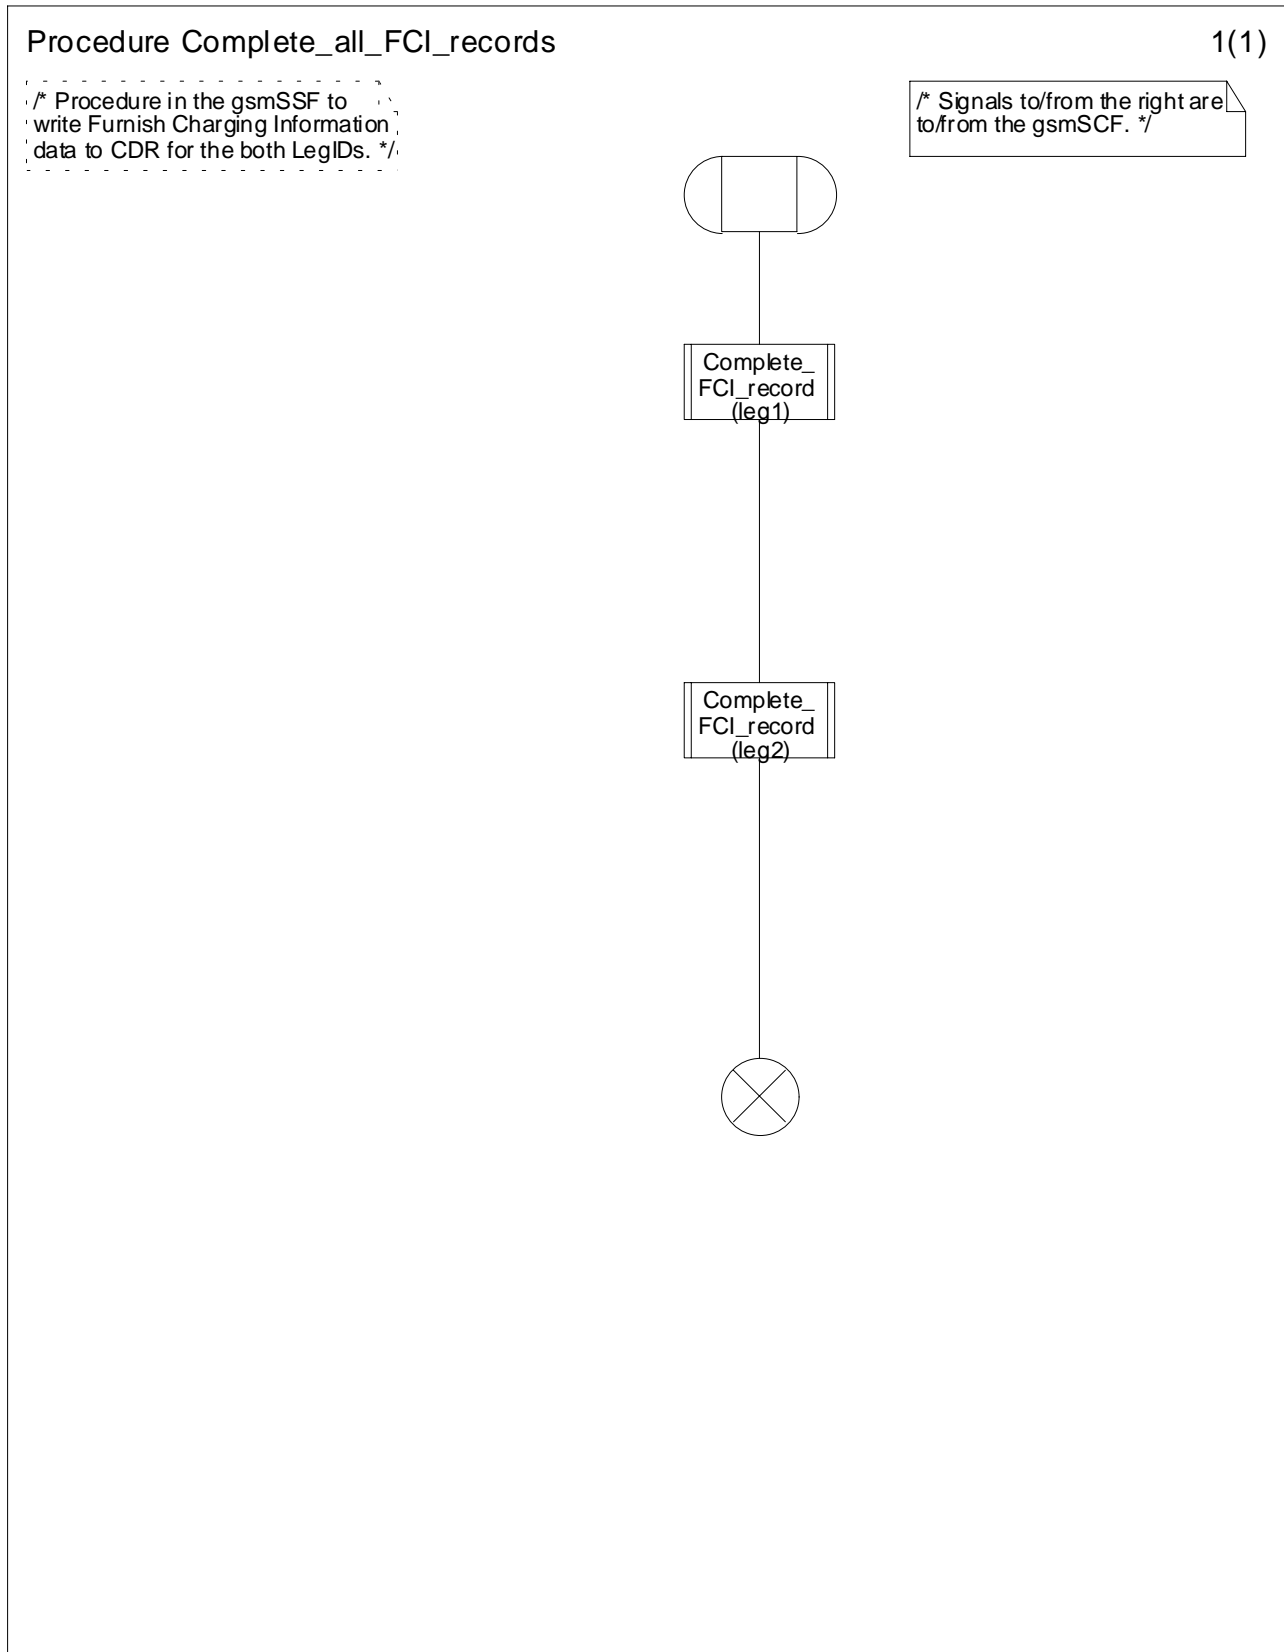 Procedure Complete_all_FCI_records
1(1)
/* Procedure in the gsmSSF to
write Furnish Charging Information
data to CDR for the both LegIDs. */
/* Signals to/from the right are
to/from the gsmSCF. */
Complete_
FCI_record
(leg1)
Complete_
FCI_record
(leg2)